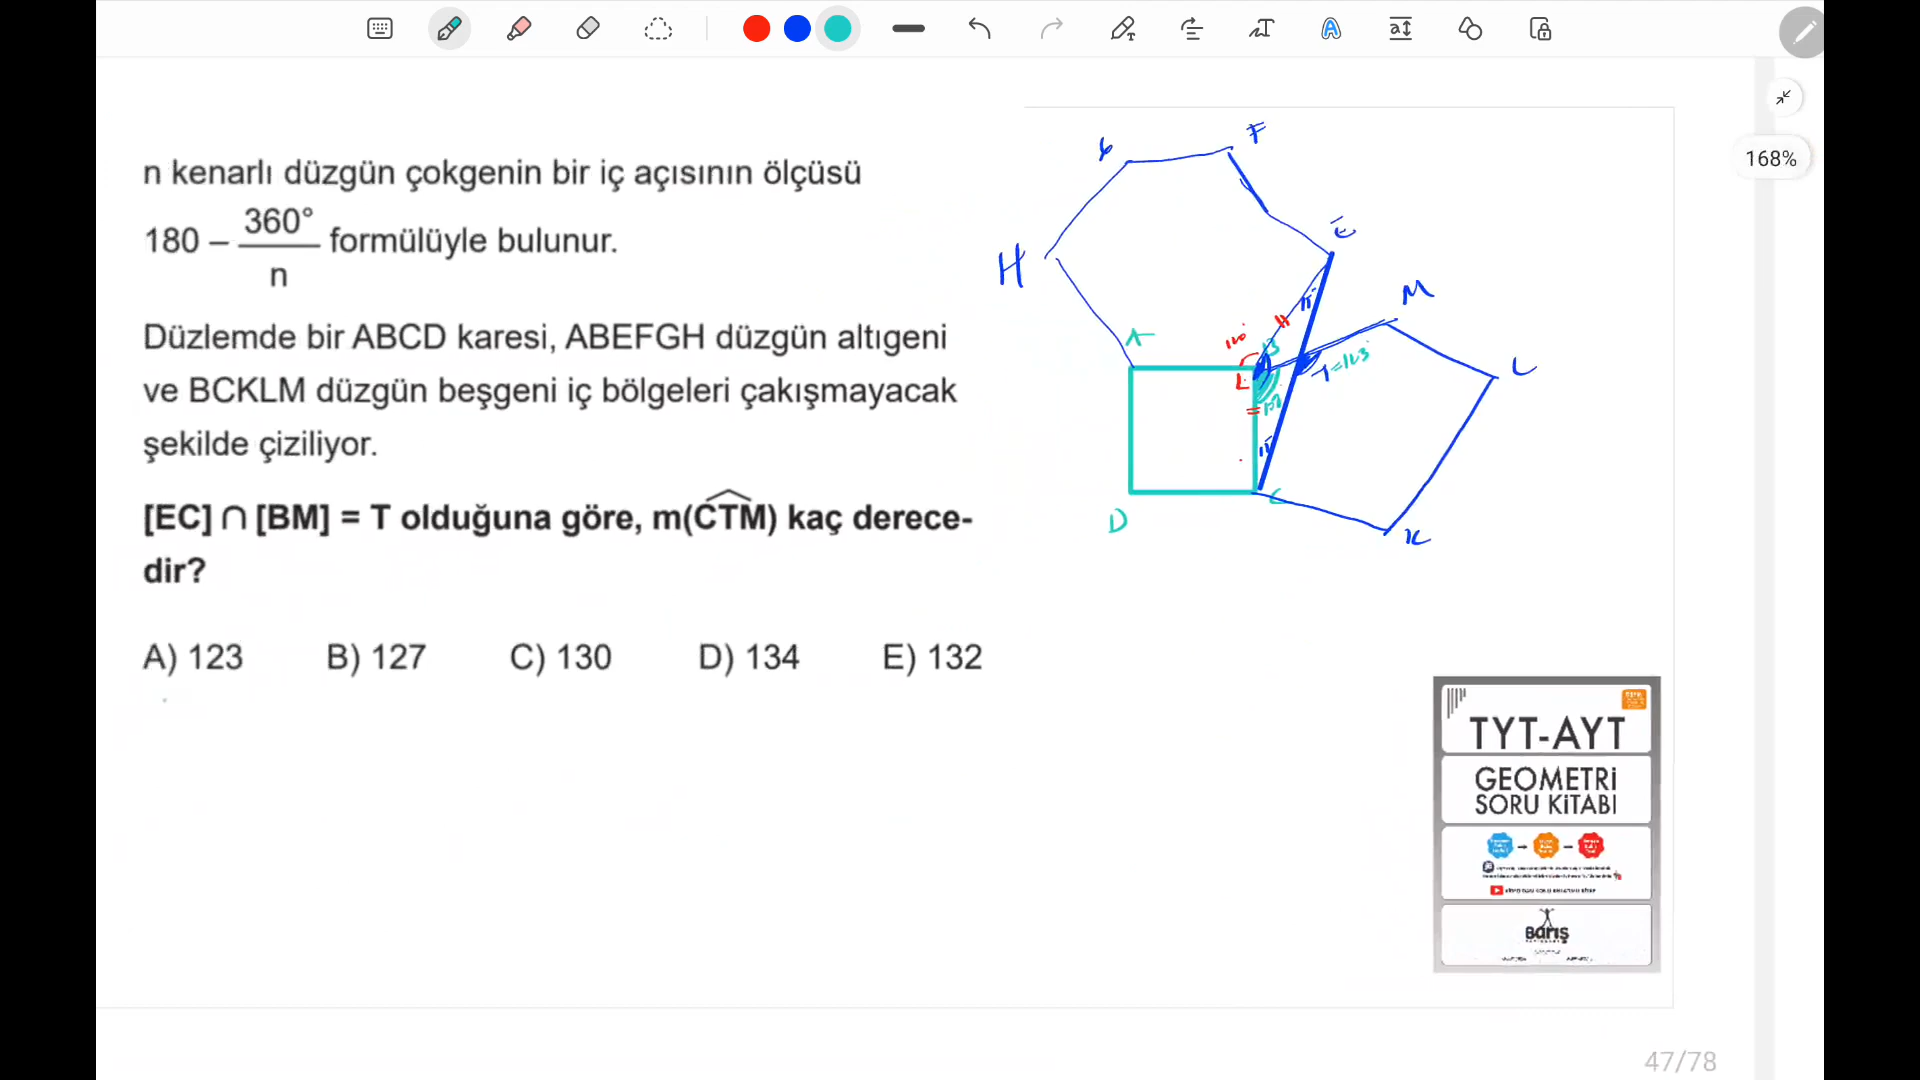 168%
n kenarlı düzgün çokgenin bir iç açısının ölçüsü
180 – 360° / n formülüyle bulunur.
Düzlemde bir ABCD karesi, ABEFGH düzgün altıgeni
ve BCKLM düzgün beşgeni iç bölgeleri çakışmayacak
şekilde çiziliyor.
[EC] ∩ [BM] = T olduğuna göre, m(CTM) kaç derece-
dir?
A) 123 B) 127 C) 130 D) 134 E) 132
F
E
H
M
A
B
L
D
C
K
TYT-AYT
GEOMETRİ
SORU KİTABI
BARIŞ
47/78